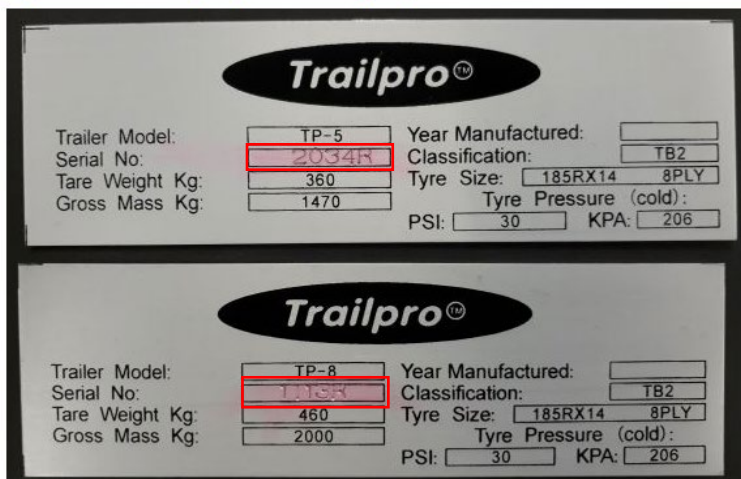 Trailpro™
Trailer Model: TP-5
Serial No: 2034R
Tare Weight Kg: 360
Gross Mass Kg: 1470
Year Manufactured:
Classification: TB2
Tyre Size: 185RX14 8PLY
Tyre Pressure (cold):
PSI: 30 KPA: 206
Trailpro™
Trailer Model: TP-8
Serial No:
Tare Weight Kg: 460
Gross Mass Kg: 2000
Year Manufactured:
Classification: TB2
Tyre Size: 185RX14 8PLY
Tyre Pressure (cold):
PSI: 30 KPA: 206